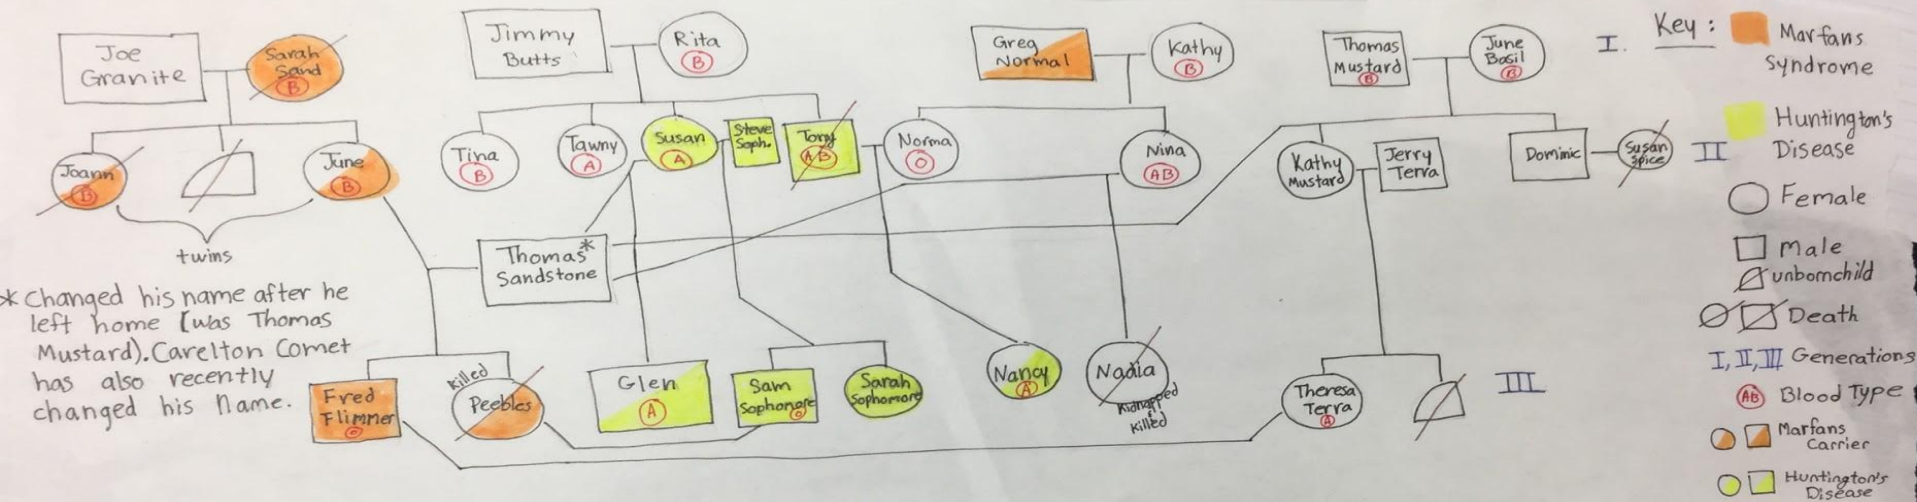 Joe
Granite
Sarah
Sand
B
Jimmy
Butts
Rita
B
Greg
Normal
Kathy
B
Thomas
Mustard
B
June
Basil
B
I.
Key:
Marfans
Syndrome
Joann
B
June
B
twins
Tina
B
Tawny
A
Susan
A
Steve
Soph.
Tony
AB
Norma
O
Nina
AB
Kathy
Mustard
Jerry
Terra
Dominic
Susan
Spice
II
Huntington's
Disease
Female
Male
unbornchild
Death
I, II, III Generations
AB Blood Type
Marfans
Carrier
Huntington's
Disease
Thomas*
Sandstone
* Changed his name after he
left home (was Thomas
Mustard). Carelton Comet
has also recently
changed his name.
Fred
Flimmer
O
Killed
Peebles
Glen
A
Sam
Sophomore
O
Sarah
Sophomore
Nancy
A
Nadia
Kidnapped
Killed
Theresa
Terra
A
III